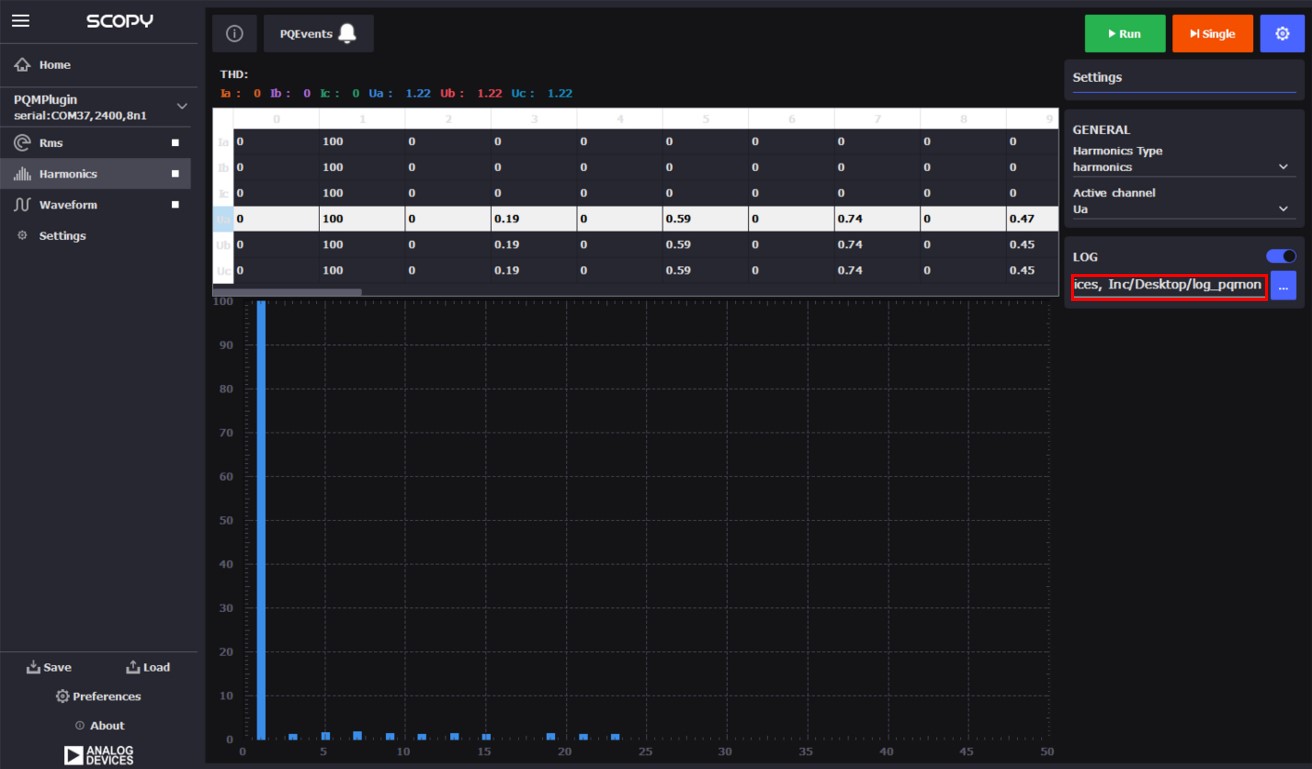 SCOPY
Home
PQMPlugin
serial:COM37,2400,8n1
Rms
Harmonics
Waveform
Settings
Save Load
Preferences
About
ANALOG
DEVICES
PQEvents
Run Single
THD:
Ia : 0 Ib : 0 Ic : 0 Ua : 1.22 Ub : 1.22 Uc : 1.22
0 1 2 3 4 5 6 7 8 9
Ia 0 100 0 0 0 0 0 0 0 0
Ib 0 100 0 0 0 0 0 0 0 0
Ic 0 100 0 0 0 0 0 0 0 0
Ua 0 100 0 0.19 0 0.59 0 0.74 0 0.47
Ub 0 100 0 0.19 0 0.59 0 0.74 0 0.45
Uc 0 100 0 0.19 0 0.59 0 0.74 0 0.45
100
90
80
70
60
50
40
30
20
10
0
0 5 10 15 20 25 30 35 40 45 50
Settings
GENERAL
Harmonics Type
harmonics
Active channel
Ua
LOG
ices, Inc/Desktop/log_pqmon ...